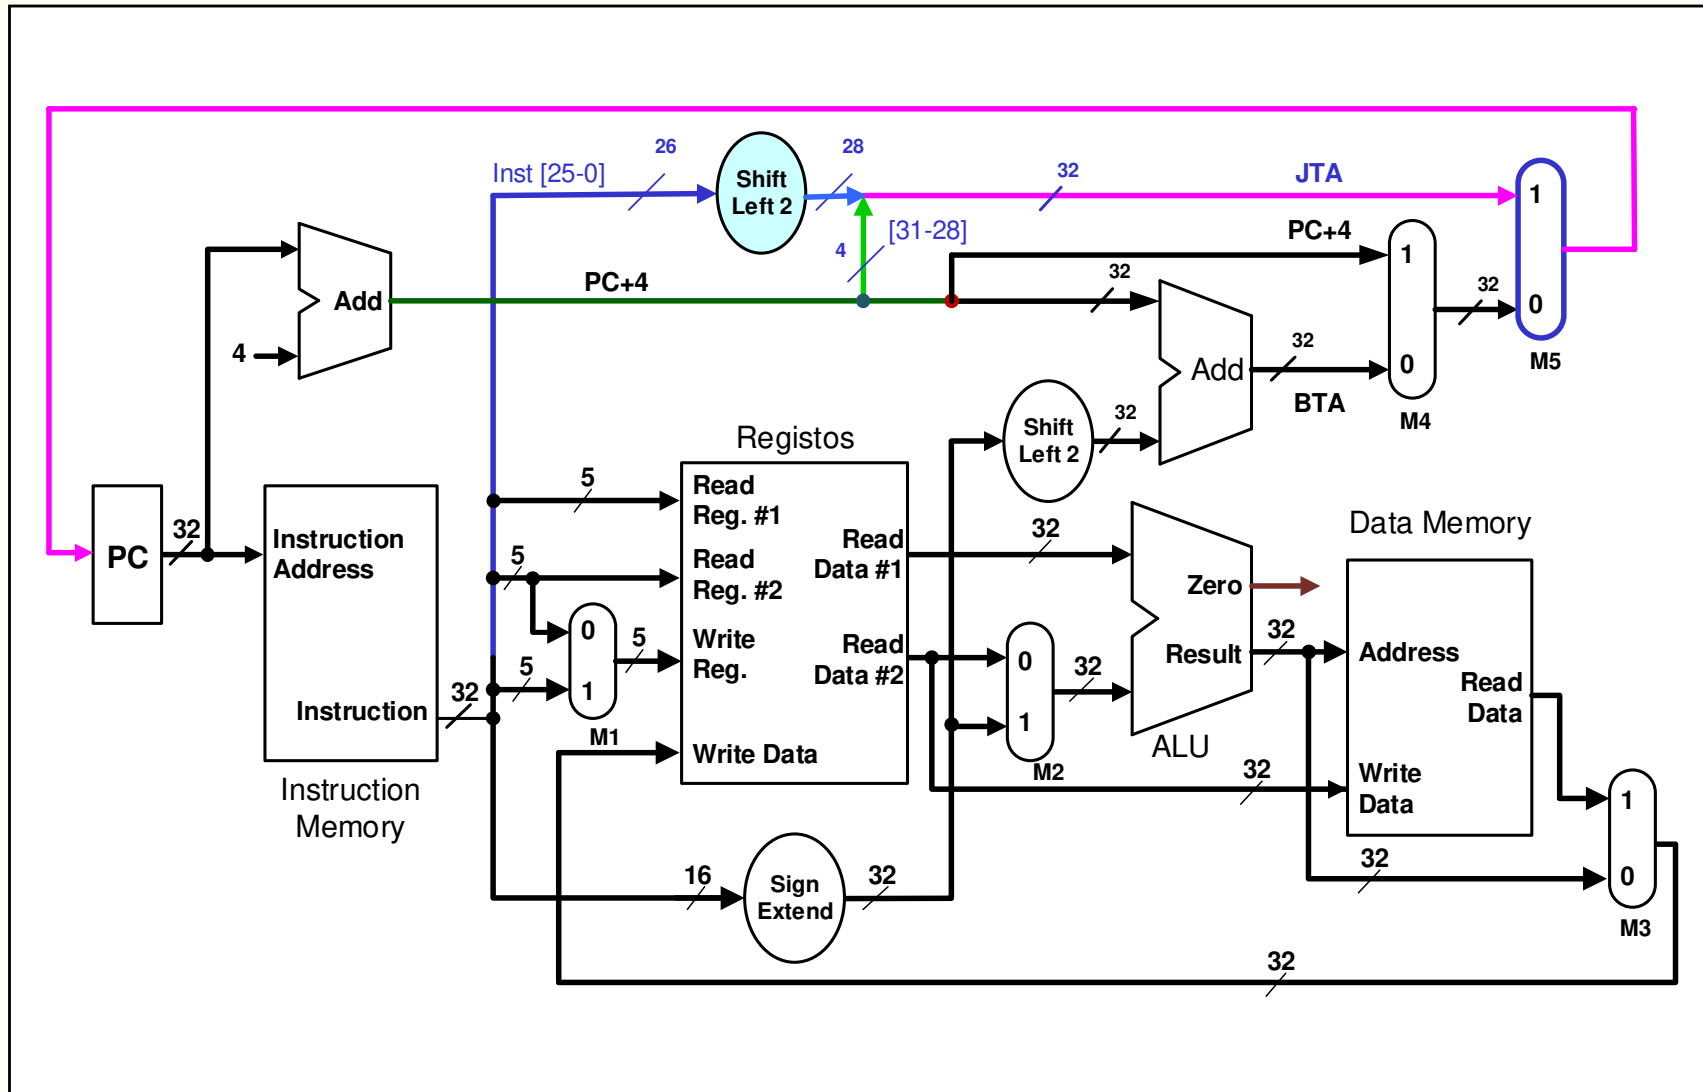 26
28
32
JTA
Inst [25-0]
Shift
Left 2
1
[31-28]
4
PC+4
1
32
PC+4
32
0
M5
Add
4
32
Add
BTA
0
M4
Shift
Left 2
32
Registos
PC
32
Instruction
Address
Instruction
32
Instruction
Memory
5
5
5
0
1
M1
5
Read
Reg. #1
Read
Reg. #2
Write
Reg.
Write Data
Read
Data #1
Read
Data #2
32
0
1
M2
32
Zero
Result
ALU
32
Data Memory
Address
Read
Data
Write
Data
32
32
1
0
M3
16
Sign
Extend
32
32